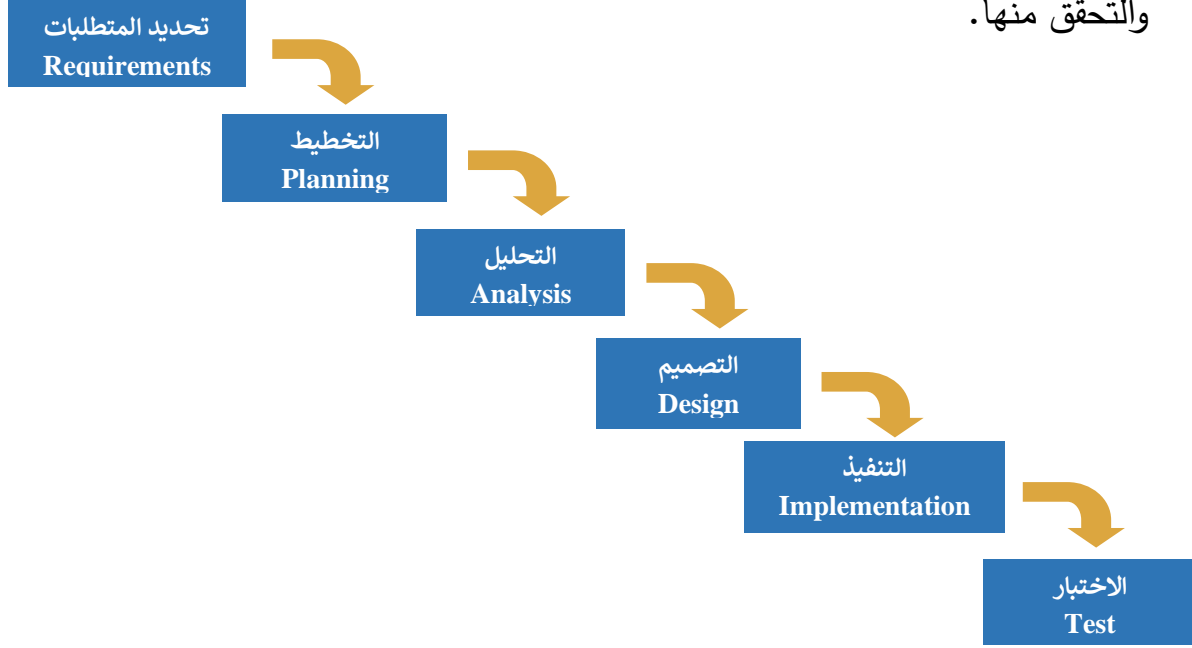 والتحقق منها.
تحديد المتطلبات
Requirements
التخطيط
Planning
التحليل
Analysis
التصميم
Design
التنفيذ
Implementation
الاختبار
Test